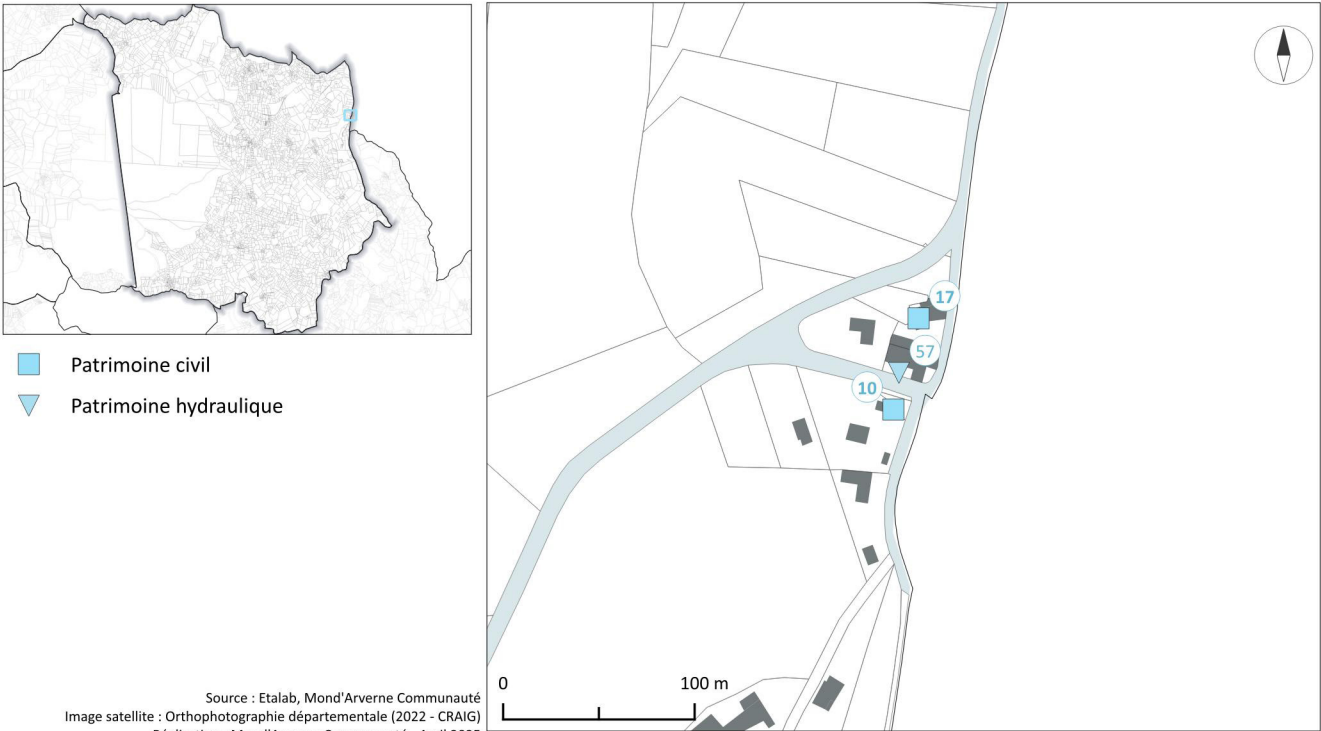 Patrimoine civil
Patrimoine hydraulique
Source : Etalab, Mond'Arverne Communauté
Image satellite : Orthophotographie départementale (2022 - CRAIG)
17
57
10
0 100 m